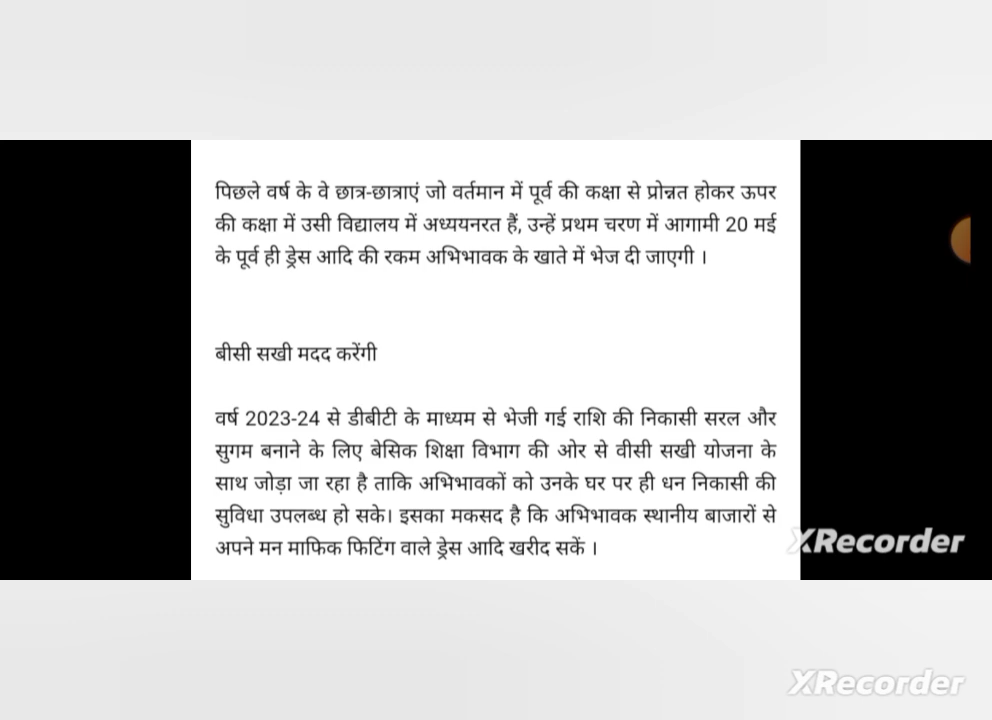 पिछले वर्ष के वे छात्र-छात्राएं जो वर्तमान में पूर्व की कक्षा से प्रोन्नत होकर ऊपर
की कक्षा में उसी विद्यालय में अध्ययनरत हैं, उन्हें प्रथम चरण में आगामी 20 मई
के पूर्व ही ड्रेस आदि की रकम अभिभावक के खाते में भेज दी जाएगी ।
बीसी सखी मदद करेंगी
वर्ष 2023-24 से डीबीटी के माध्यम से भेजी गई राशि की निकासी सरल और
सुगम बनाने के लिए बेसिक शिक्षा विभाग की ओर से वीसी सखी योजना के
साथ जोड़ा जा रहा है ताकि अभिभावकों को उनके घर पर ही धन निकासी की
सुविधा उपलब्ध हो सके। इसका मकसद है कि अभिभावक स्थानीय बाजारों से
अपने मन माफिक फिटिंग वाले ड्रेस आदि खरीद सकें ।
XRecorder
XRecorder